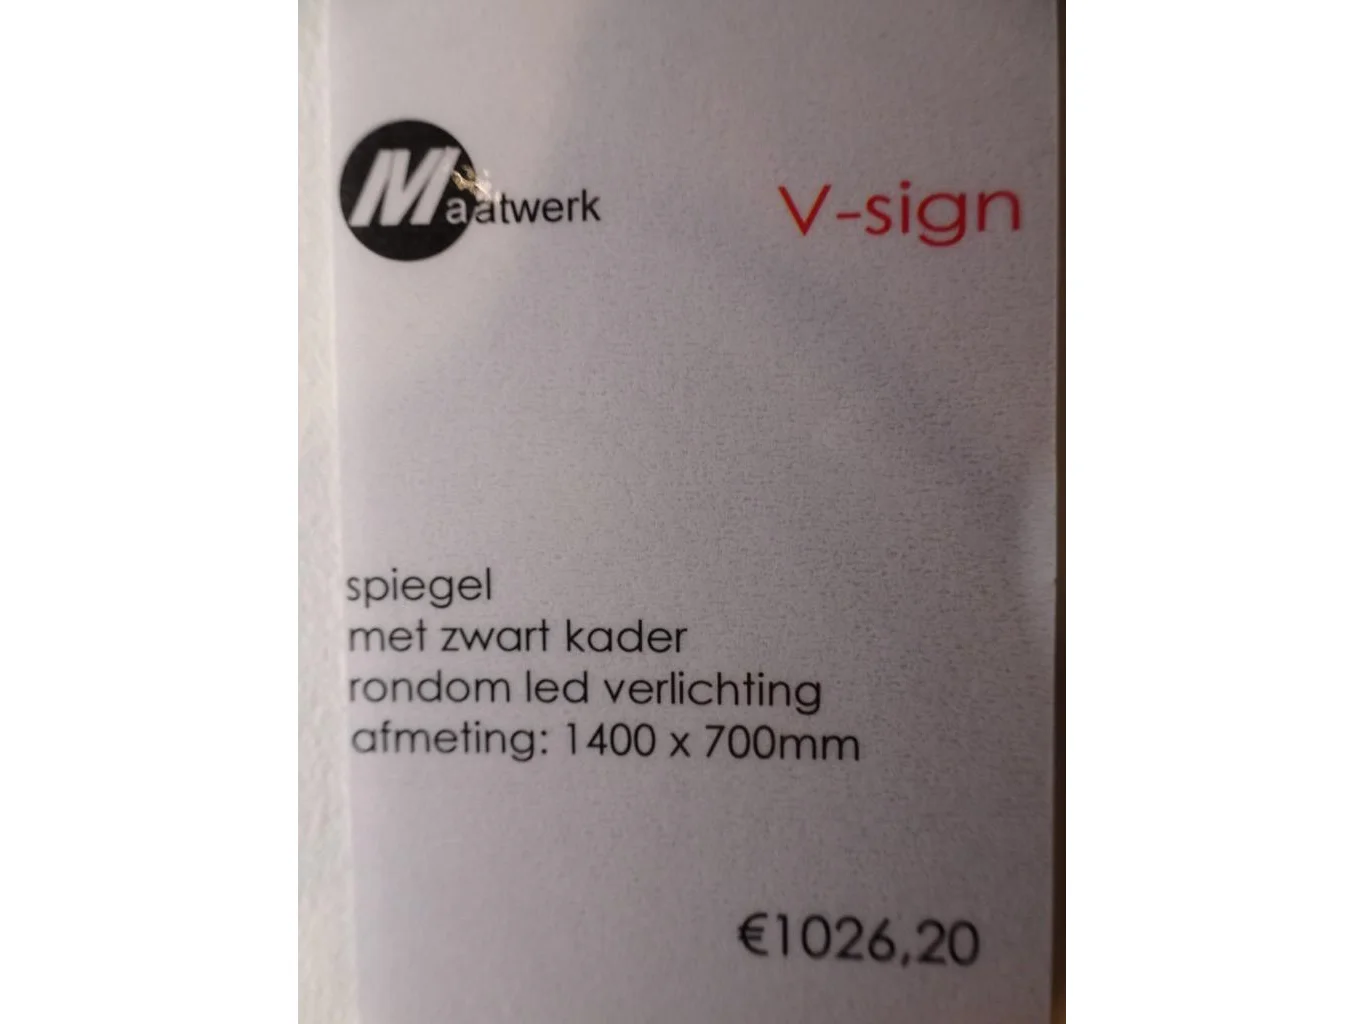 Maatwerk
V-sign
spiegel
met zwart kader
rondom led verlichting
afmeting: 1400 x 700mm
€1026,20